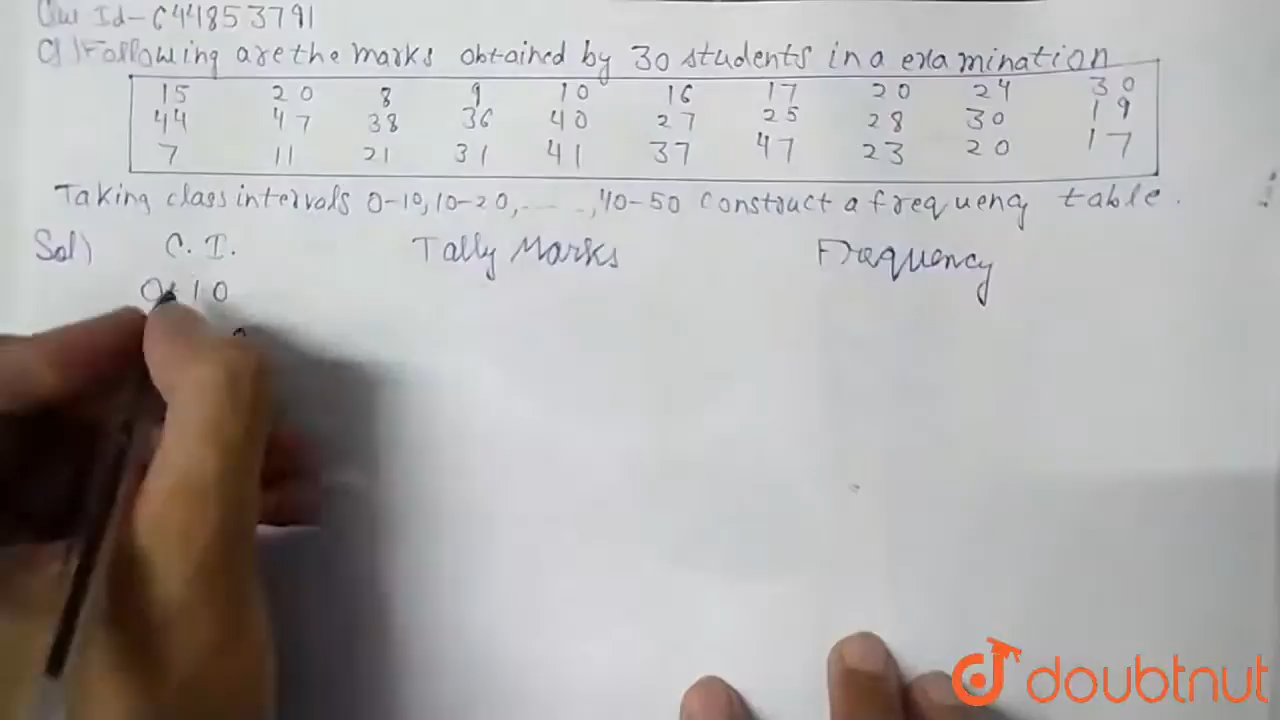 Que Id-644853791
Q) Following are the marks obtained by 30 students in a examination
15 20 8 9 10 16 17 20 24 30
44 47 38 36 40 27 25 28 30 19
7 11 21 31 41 37 47 23 20 17
Taking class intervals 0-10, 10-20, ......, 40-50 construct a frequency table.
Sol) C.I. Tally Marks Frequency
0-10
doubtnut